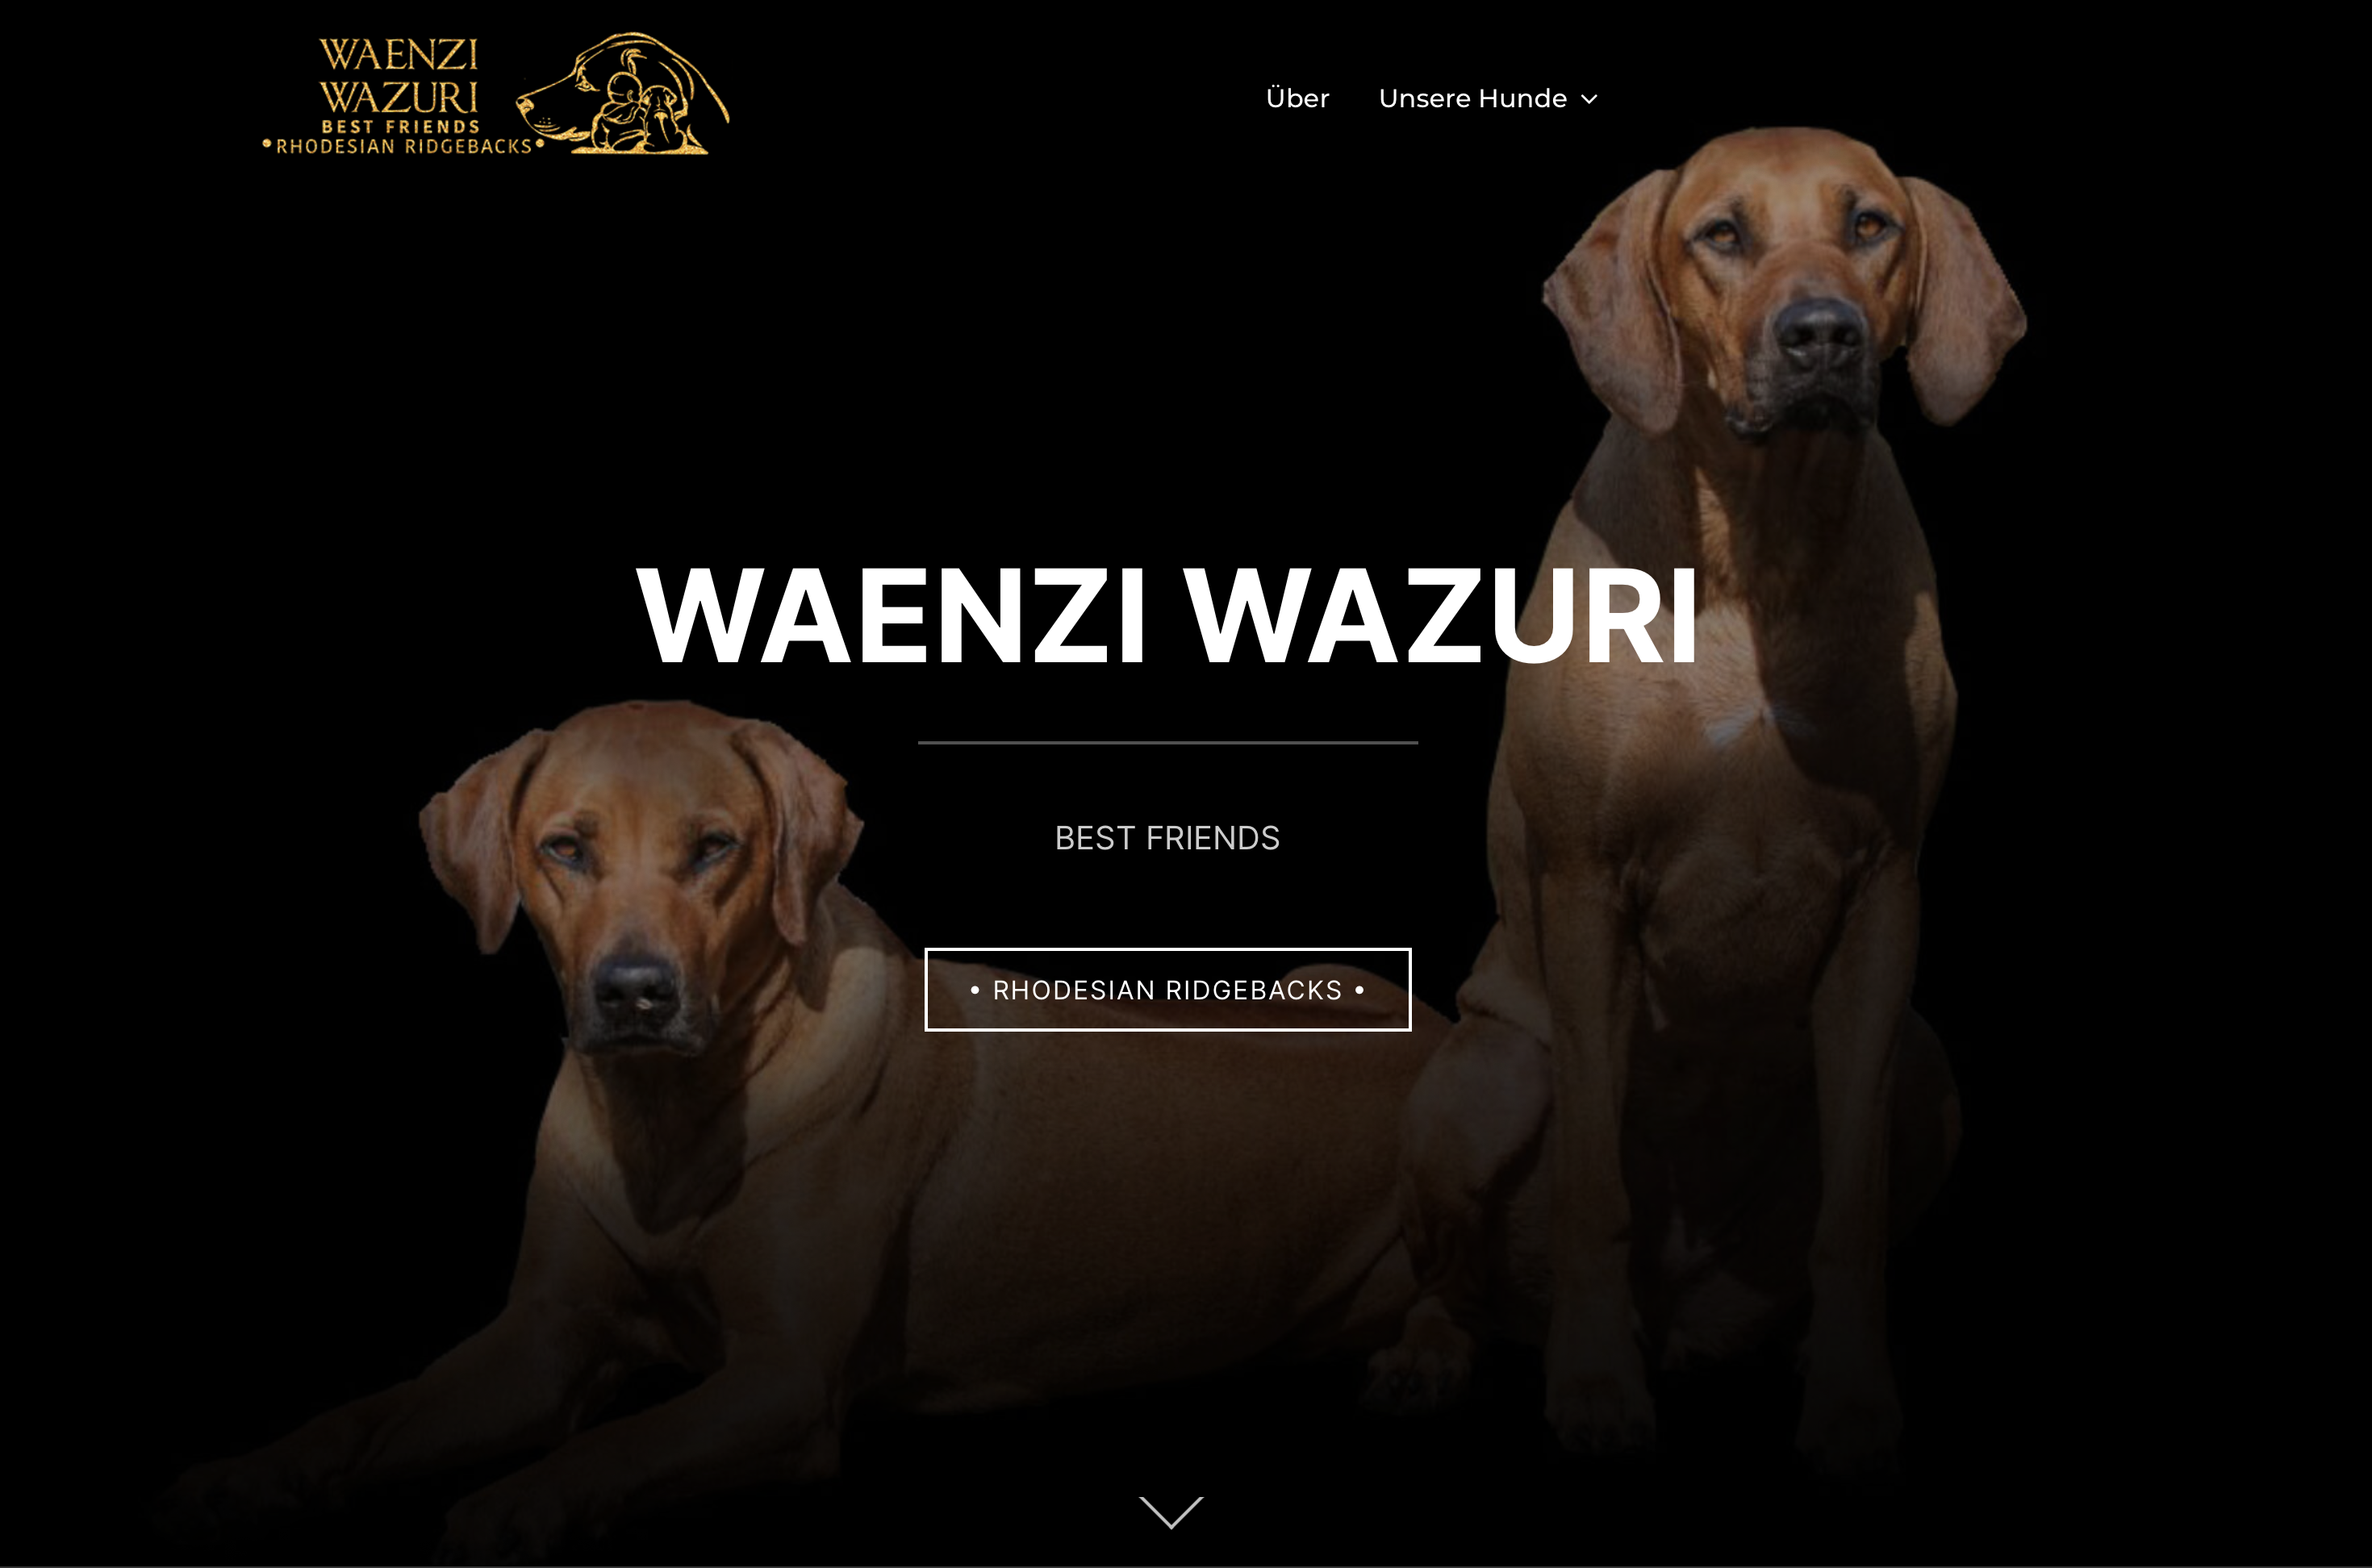 WAENZI
WAZURI
BEST FRIENDS
•RHODESIAN RIDGEBACKS•
Über
Unsere Hunde
WAENZI WAZURI
BEST FRIENDS
• RHODESIAN RIDGEBACKS •